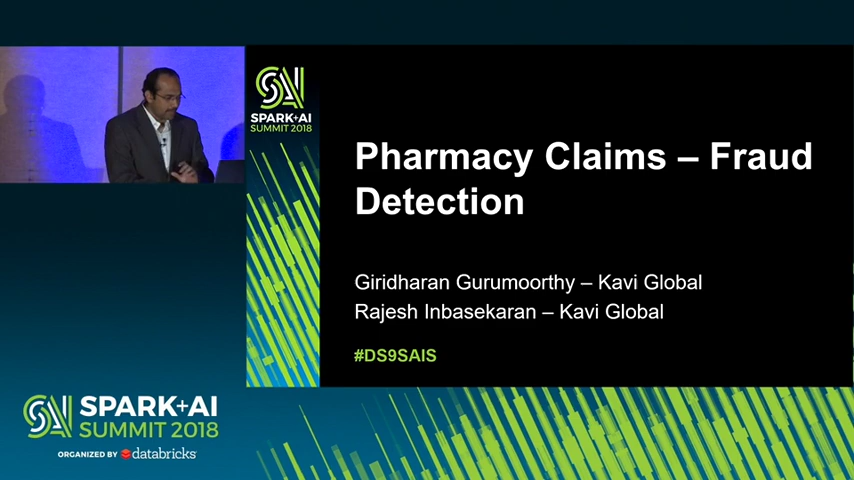 SPARK+AI
SUMMIT 2018
Pharmacy Claims – Fraud
Detection
Giridharan Gurumoorthy – Kavi Global
Rajesh Inbasekaran – Kavi Global
#DS9SAIS
SPARK+AI
SUMMIT 2018
ORGANIZED BY databricks